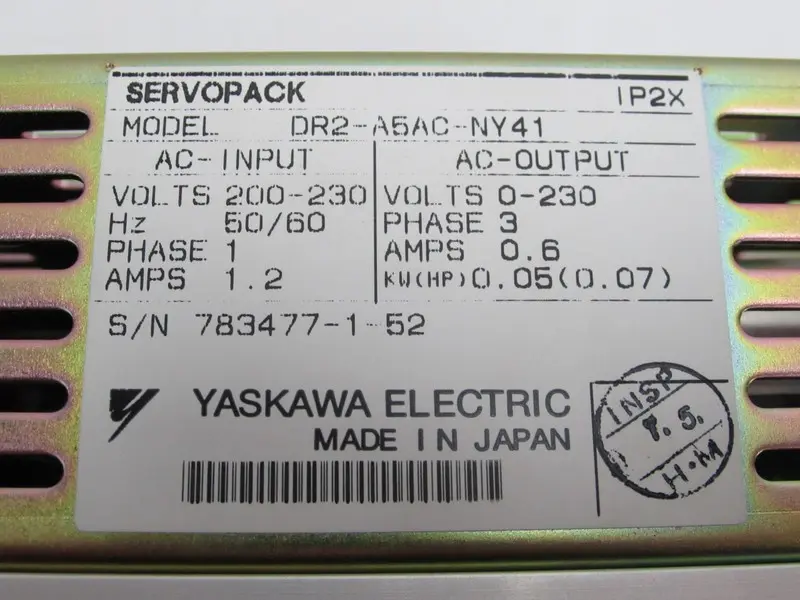 SERVOPACK IP2X
MODEL DR2-A5AC-NY41
AC-INPUT AC-OUTPUT
VOLTS 200-230 VOLTS 0-230
Hz 50/60 PHASE 3
PHASE 1 AMPS 0.6
AMPS 1.2 KW(HP) 0.05(0.07)
S/N 783477-1-52
YASKAWA ELECTRIC
MADE IN JAPAN
INSP
7.5.
H.M